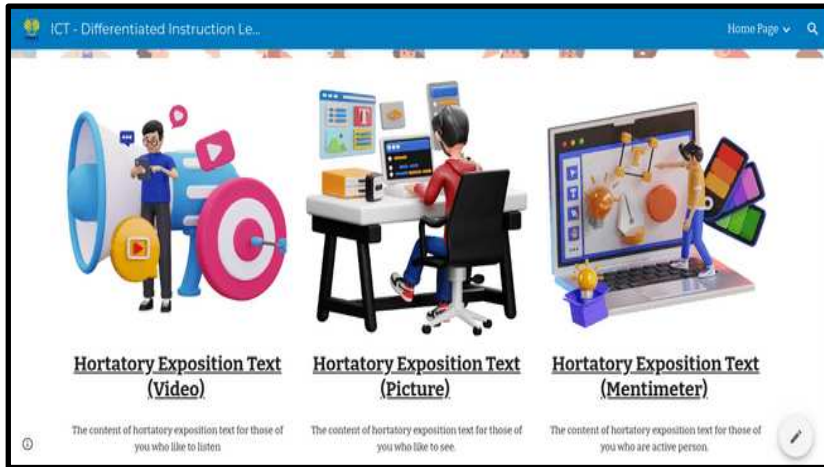 ICT - Differentiated Instruction Le...
Home Page
Hortatory Exposition Text
(Video)
The content of hortatory exposition text for those of
you who like to listen
Hortatory Exposition Text
(Picture)
The content of hortatory exposition text for those of
you who like to see.
Hortatory Exposition Text
(Mentimeter)
The content of hortatory exposition text for those of
you who are active person.